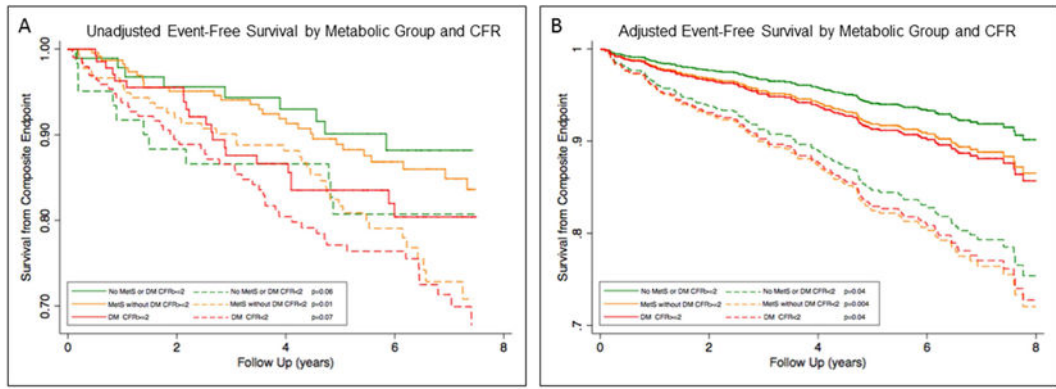 A
Unadjusted Event-Free Survival by Metabolic Group and CFR
Survival from Composite Endpoint
1.00
0.90
0.80
0.70
No MetS or DM CFR>=2
No MetS or DM CFR<2
p=0.06
MetS without DM CFR>=2
MetS without DM CFR<2
p=0.01
DM CFR>=2
DM CFR<2
p=0.07
0
2
4
6
8
Follow Up (years)
B
Adjusted Event-Free Survival by Metabolic Group and CFR
Survival from Composite Endpoint
1
.9
.8
.7
No MetS or DM CFR>=2
No MetS or DM CFR<2
p=0.04
MetS without DM CFR>=2
MetS without DM CFR<2
p=0.004
DM CFR>=2
DM CFR<2
p=0.04
0
2
4
6
8
Follow Up (years)